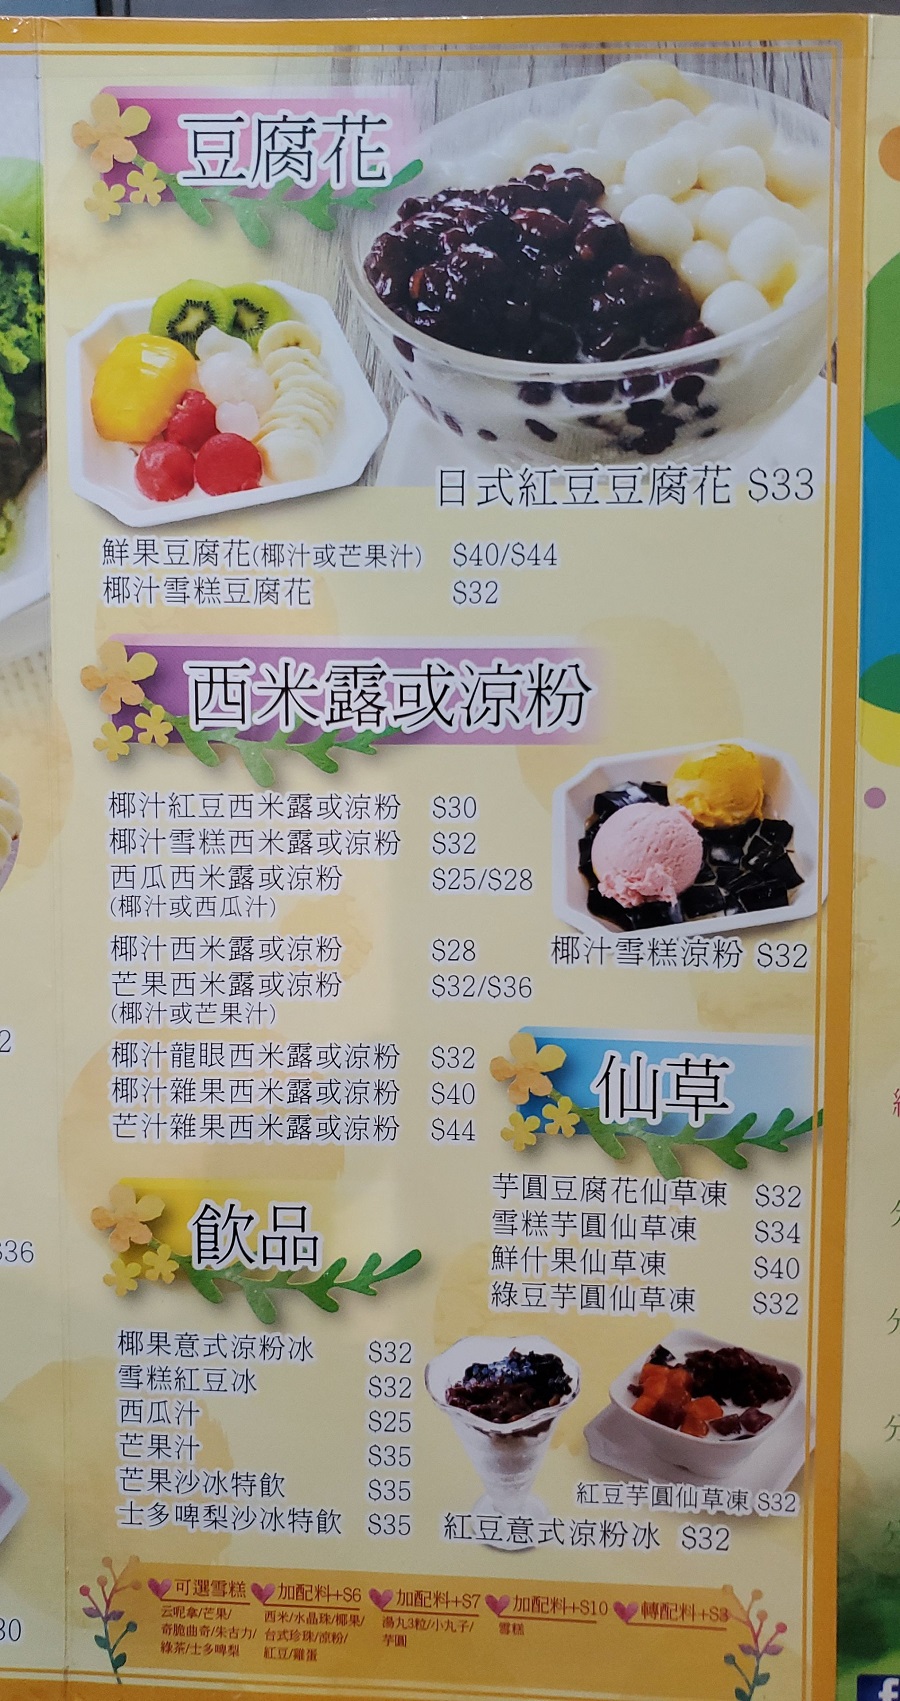 豆腐花
日式紅豆豆腐花 $33
鮮果豆腐花(椰汁或芒果汁) $40/$44
椰汁雪糕豆腐花 $32
西米露或涼粉
椰汁紅豆西米露或涼粉 $30
椰汁雪糕西米露或涼粉 $32
西瓜西米露或涼粉 $25/$28
(椰汁或西瓜汁)
椰汁西米露或涼粉 $28
芒果西米露或涼粉 $32/$36
(椰汁或芒果汁)
椰汁龍眼西米露或涼粉 $32
椰汁雜果西米露或涼粉 $40
芒汁雜果西米露或涼粉 $44
椰汁雪糕涼粉 $32
仙草
芋圓豆腐花仙草凍 $32
雪糕芋圓仙草凍 $34
鮮什果仙草凍 $40
綠豆芋圓仙草凍 $32
紅豆芋圓仙草凍 $32
飲品
椰果意式涼粉冰 $32
雪糕紅豆冰 $32
西瓜汁 $25
芒果汁 $35
芒果沙冰特飲 $35
士多啤梨沙冰特飲 $35
紅豆意式涼粉冰 $32
可選雪糕
云呢拿/芒果/
奇脆曲奇/朱古力/
綠茶/士多啤梨
加配料+$6
西米/水晶珠/椰果/
台式珍珠/涼粉/
紅豆/雞蛋
加配料+$7
湯丸3粒/小丸子/
芋圓
加配料+$10
雪糕
轉配料+$3
$36